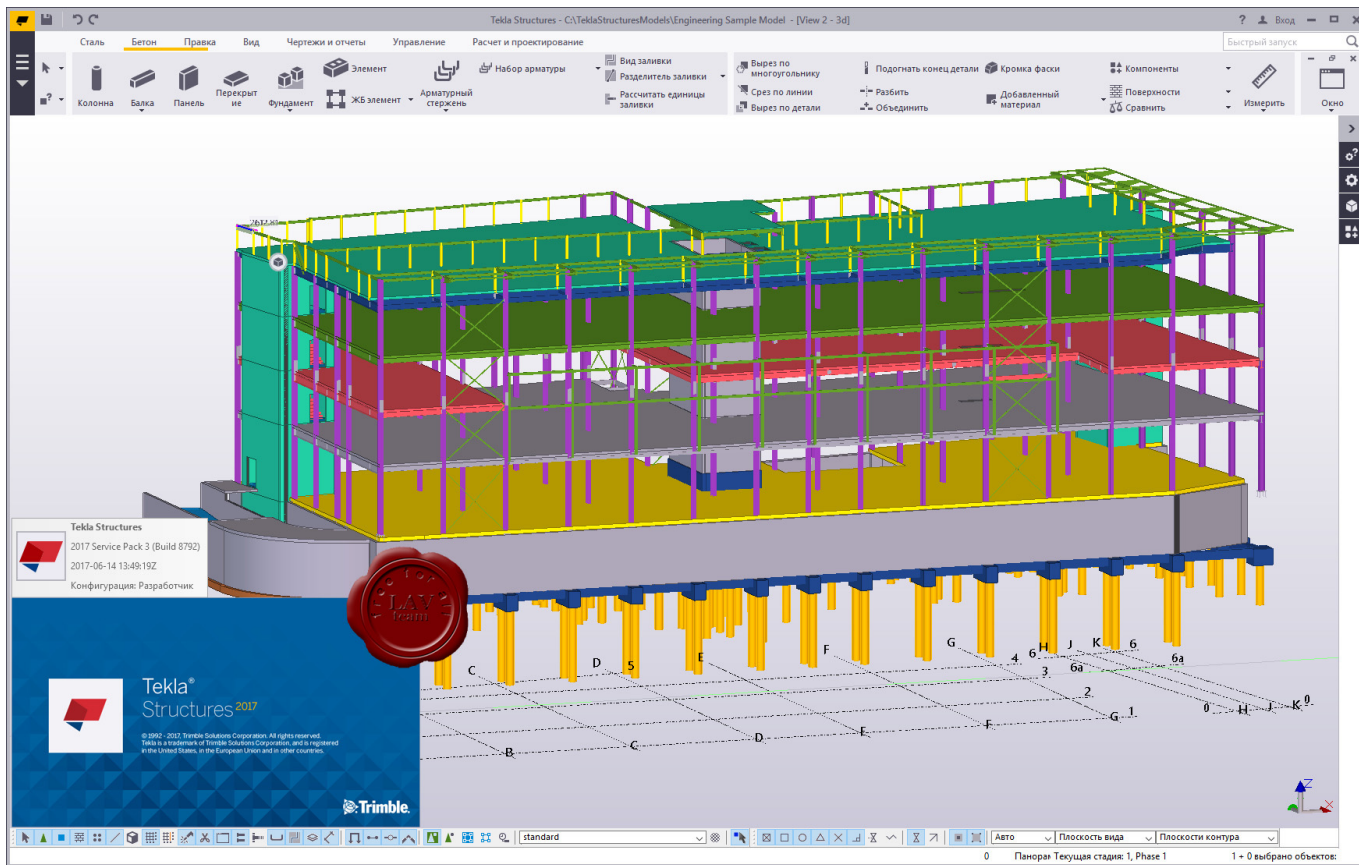 Tekla Structures - C:\TeklaStructuresModels\Engineering Sample Model - [View 2 - 3d]
? Вход
Сталь Бетон Правка Вид Чертежи и отчеты Управление Расчет и проектирование
Быстрый запуск
Колонна
Балка
Панель
Перекрыт
ие
Фундамент
Элемент
ЖБ элемент
Арматурный
стержень
Набор арматуры
Вид заливки
Разделитель заливки
Рассчитать единицы
заливки
Вырез по
многоугольнику
Срез по линии
Вырез по детали
Подогнать конец детали
Разбить
Объединить
Кромка фаски
Добавленный
материал
Компоненты
Поверхности
Сравнить
Измерить
Окно
Tekla Structures
2017 Service Pack 3 (Build 8792)
2017-06-14 13:49:19Z
Конфигурация: Разработчик
LAV
team
Tekla®
Structures 2017
© 1992 - 2017, Trimble Solutions Corporation. All rights reserved.
Tekla is a trademark of Trimble Solutions Corporation, and is registered
in the United States, in the European Union and in other countries.
Trimble.
C D 5 E F G 4 6 H J K 6
3 6a 6a
2 0 H J K 0
B C D E F G 1
Z
X
standard
Авто
Плоскость вида
Плоскости контура
0 Панорам Текущая стадия: 1, Phase 1 1 + 0 выбрано объектов: